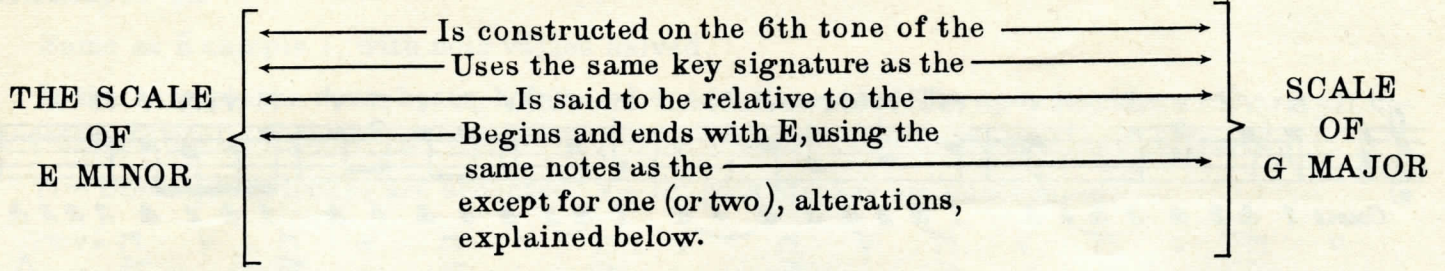 THE SCALE
OF
E MINOR
Is constructed on the 6th tone of the
Uses the same key signature as the
Is said to be relative to the
Begins and ends with E, using the
same notes as the
except for one (or two), alterations,
explained below.
SCALE
OF
G MAJOR